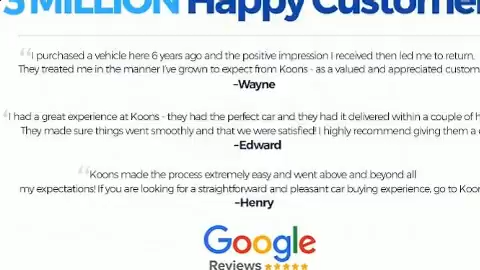 3 MILLION Happy Customer
“I purchased a vehicle here 6 years ago and the positive impression I received then led me to return.
They treated me in the manner I've grown to expect from Koons - as a valued and appreciated custom
-Wayne
“I had a great experience at Koons - they had the perfect car and they had it delivered within a couple of h
They made sure things went smoothly and that we were satisfied! I highly recommend giving them a
-Edward
“Koons made the process extremely easy and went above and beyond all
my expectations! If you are looking for a straightforward and pleasant car buying experience, go to Koon
-Henry
Google
Reviews